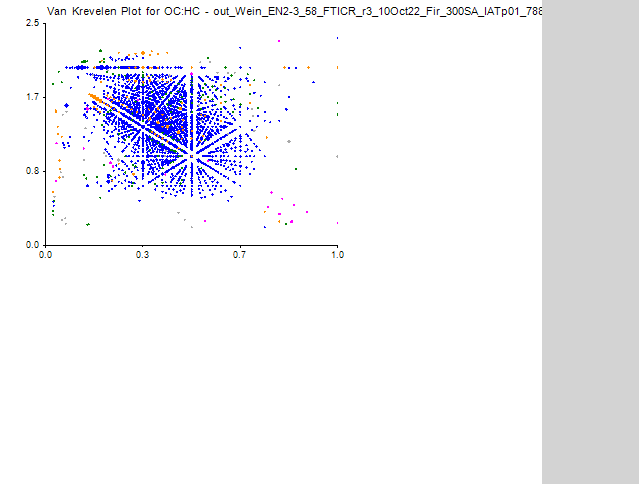 Van Krevelen Plot for OC:HC - out_Wein_EN2-3_58_FTICR_r3_10Oct22_Fir_300SA_IATp01_788
2.5
1.7
0.8
0.0
0.0 0.3 0.7 1.0